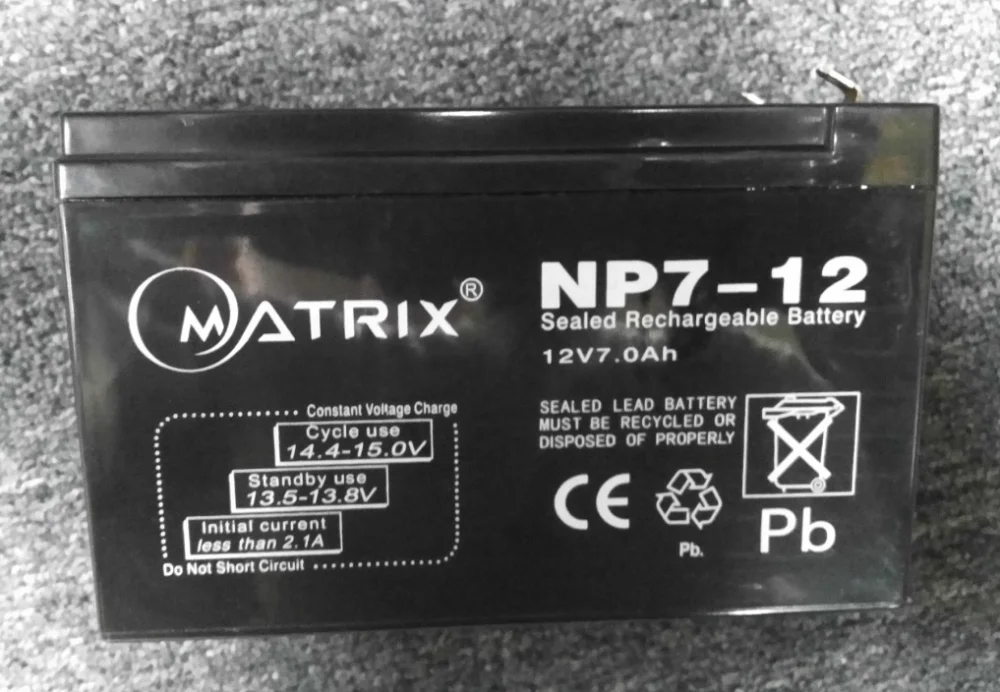 MATRIX®
NP7-12
Sealed Rechargeable Battery
12V7.0Ah
Constant Voltage Charge
Cycle use
14.4-15.0V
Standby use
13.5-13.8V
Initial current
less than 2.1A
Do Not Short Circuit
SEALED LEAD BATTERY
MUST BE RECYCLED OR
DISPOSED OF PROPERLY
CE
Pb.
Pb